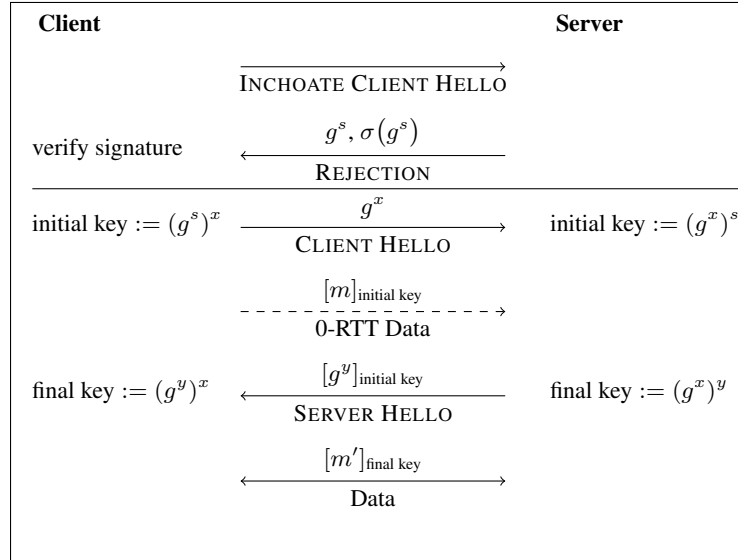 Client Server
INCHOATE CLIENT HELLO
g^s, σ(g^s)
verify signature
REJECTION
g^x
initial key := (g^s)^x initial key := (g^x)^s
CLIENT HELLO
[m]_initial key
0-RTT Data
[g^y]_initial key
final key := (g^y)^x final key := (g^x)^y
SERVER HELLO
[m′]_final key
Data